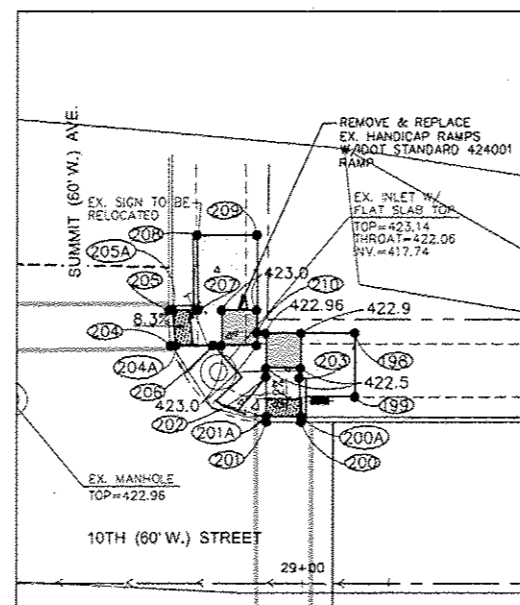 SUMMIT (60' W.) AVE.
REMOVE & REPLACE
EX. HANDICAP RAMPS
W/IDOT STANDARD 424001
RAMP
EX. SIGN TO BE
RELOCATED
EX. INLET W/
FLAT SLAB TOP
TOP=423.14
THROAT=422.06
INV.=417.74
209
208
205A
207
423.0
210
205
422.96
422.9
8.3%
204
198
203
204A
422.5
206
423.0
199
202
201A
200A
201
200
EX. MANHOLE
TOP=422.96
10TH (60' W.) STREET
29+00